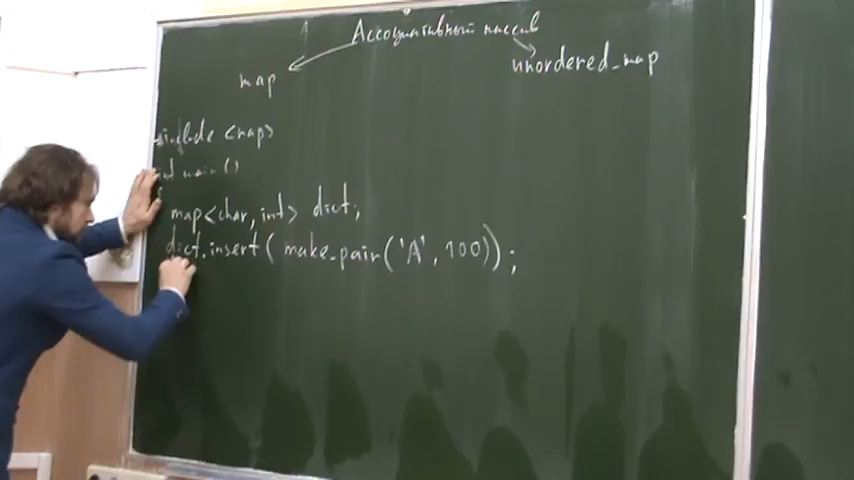 Ассоциативный массив
map
unordered_map
#include <map>
int main ()
{
map<char, int> dict;
dict.insert( make_pair('A', 100));